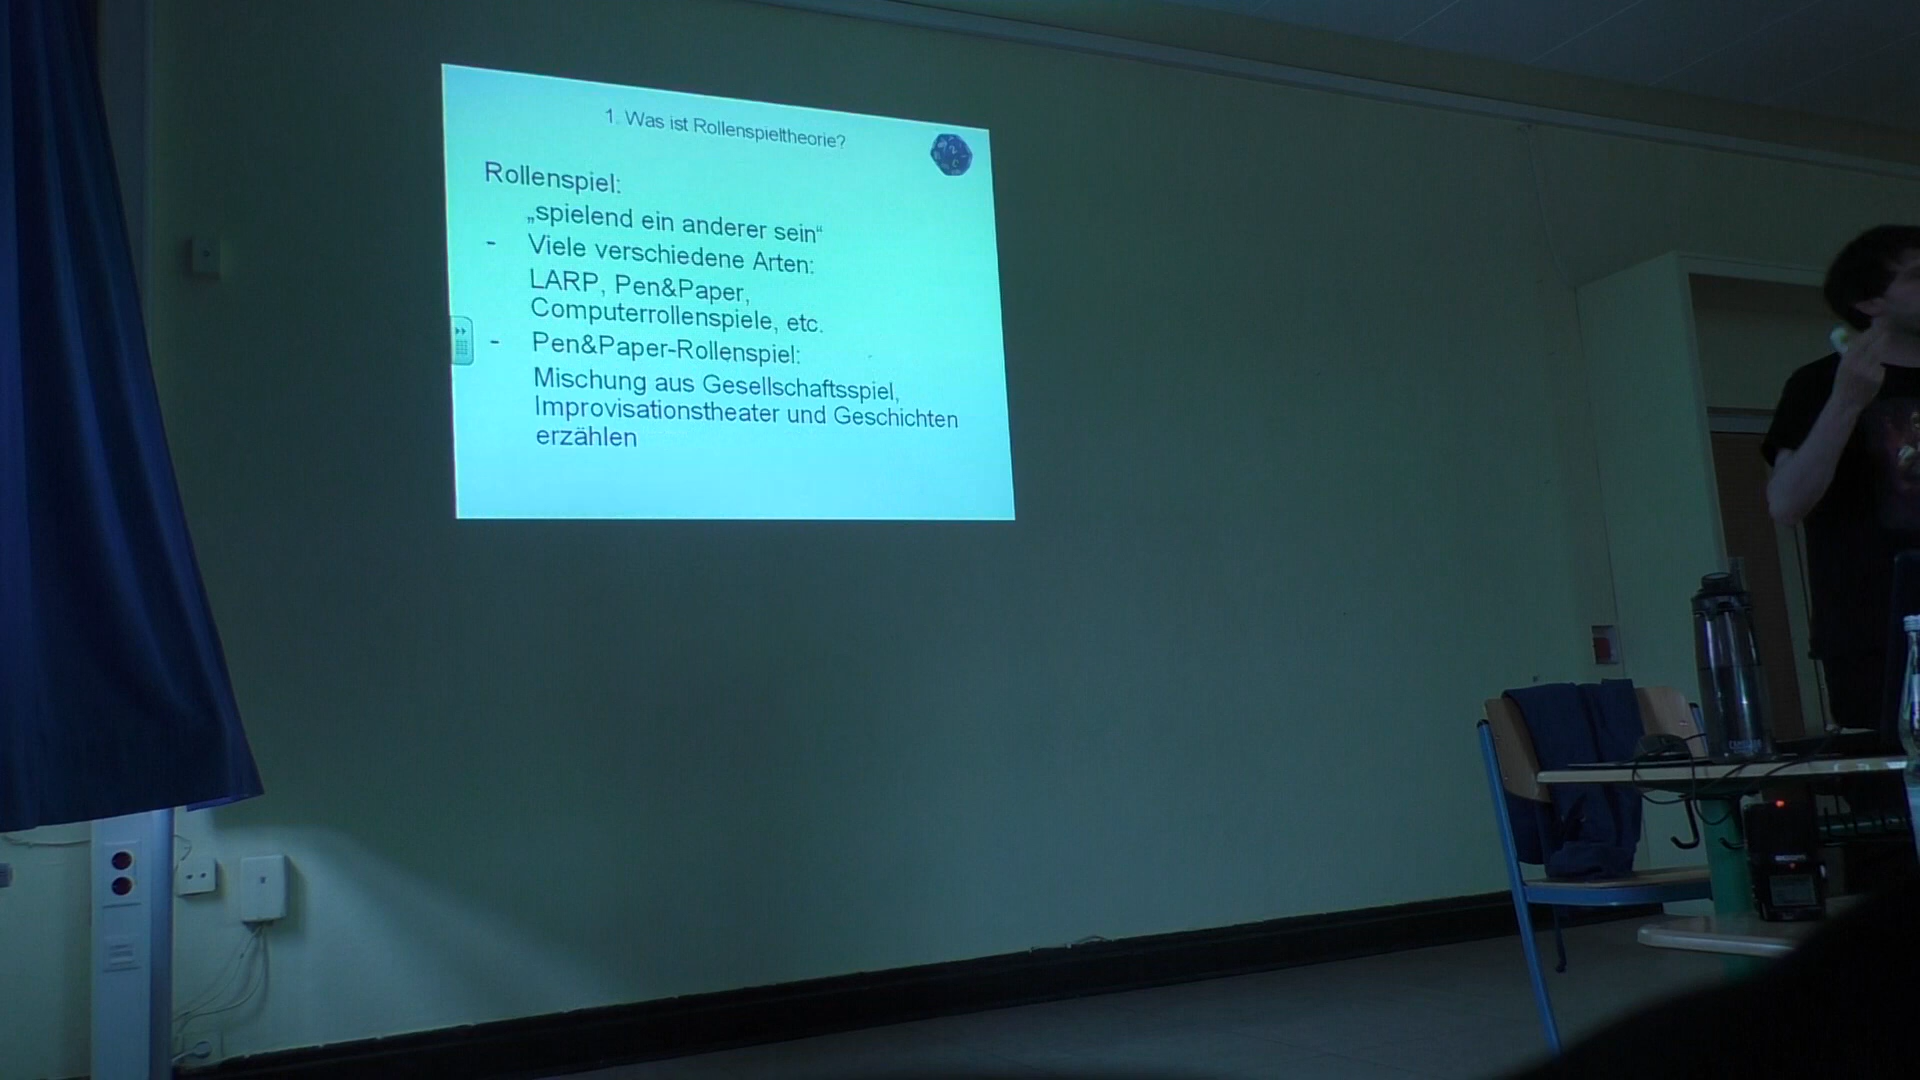 1. Was ist Rollenspieltheorie?
Rollenspiel:
„spielend ein anderer sein“
- Viele verschiedene Arten:
LARP, Pen&Paper,
Computerrollenspiele, etc.
- Pen&Paper-Rollenspiel:
Mischung aus Gesellschaftsspiel,
Improvisationstheater und Geschichten
erzählen